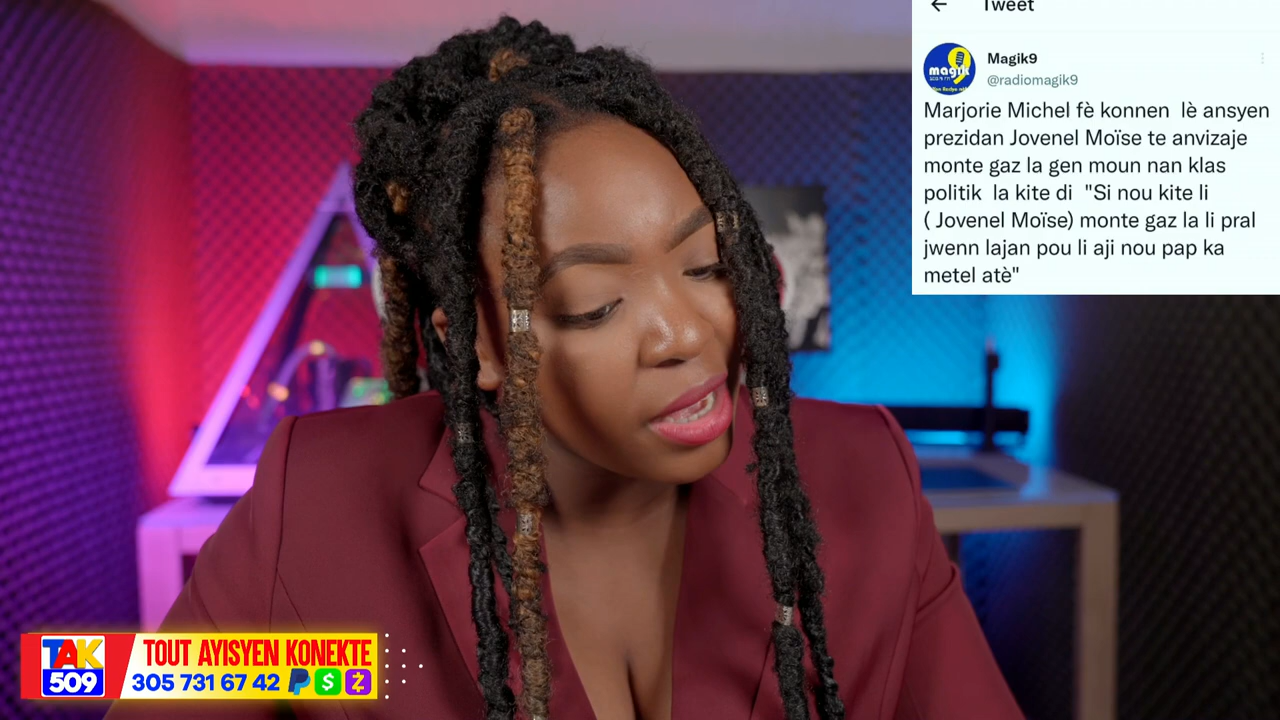 Tweet
Magik9
@radiomagik9
Marjorie Michel fè konnen lè ansyen
prezidan Jovenel Moïse te anvizaje
monte gaz la gen moun nan klas
politik la kite di "Si nou kite li
( Jovenel Moïse) monte gaz la li pral
jwenn lajan pou li aji nou pap ka
metel atè"
magik
9
TAK
509
TOUT AYISYEN KONEKTE
305 731 67 42